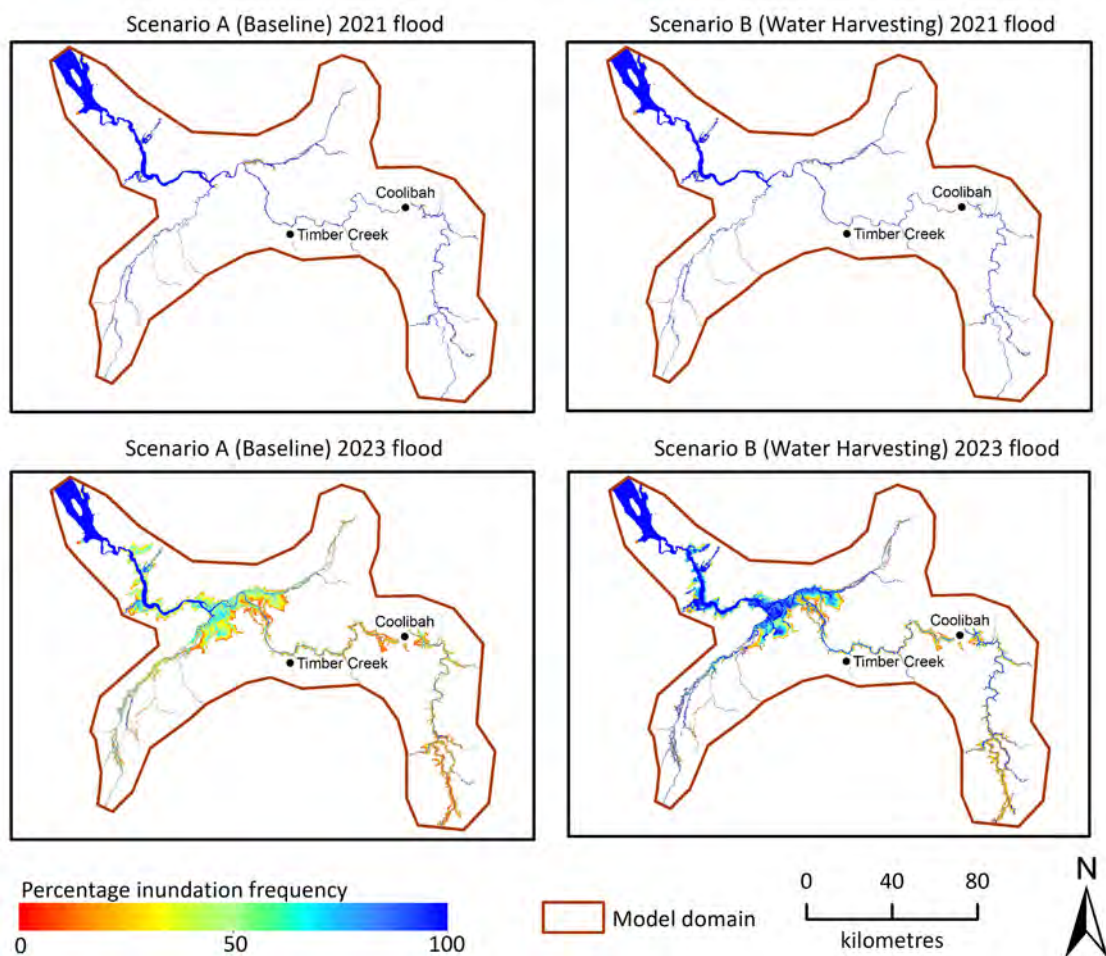 Scenario A (Baseline) 2021 flood
Scenario B (Water Harvesting) 2021 flood
Coolibah
Timber Creek
Coolibah
Timber Creek
Scenario A (Baseline) 2023 flood
Scenario B (Water Harvesting) 2023 flood
Coolibah
Timber Creek
Coolibah
Timber Creek
Percentage inundation frequency
0 50 100
Model domain
0 40 80
kilometres
N